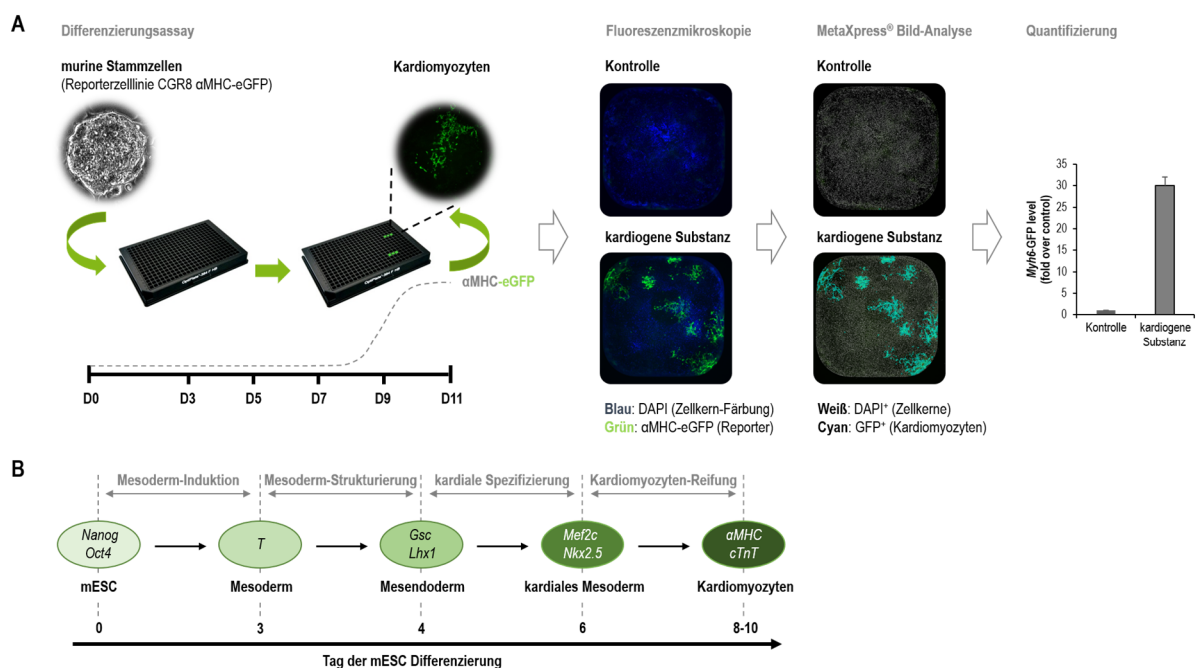 A
Differenzierungsassay
murine Stammzellen
(Reporterzelllinie CGR8 αMHC-eGFP)
Kardiomyozyten
αMHC-eGFP
D0
D3
D5
D7
D9
D11
Fluoreszenzmikroskopie
Kontrolle
kardiogene Substanz
Blau: DAPI (Zellkern-Färbung)
Grün: αMHC-eGFP (Reporter)
MetaXpress® Bild-Analyse
Kontrolle
kardiogene Substanz
Weiß: DAPI⁺ (Zellkerne)
Cyan: GFP⁺ (Kardiomyozyten)
Quantifizierung
Myh6-GFP level
(fold over control)
35
30
25
20
15
10
5
0
Kontrolle
kardiogene
Substanz
B
Mesoderm-Induktion
Mesoderm-Strukturierung
kardiale Spezifizierung
Kardiomyozyten-Reifung
Nanog
Oct4
T
Gsc
Lhx1
Mef2c
Nkx2.5
αMHC
cTnT
mESC
Mesoderm
Mesendoderm
kardiales Mesoderm
Kardiomyozyten
0
3
4
6
8-10
Tag der mESC Differenzierung